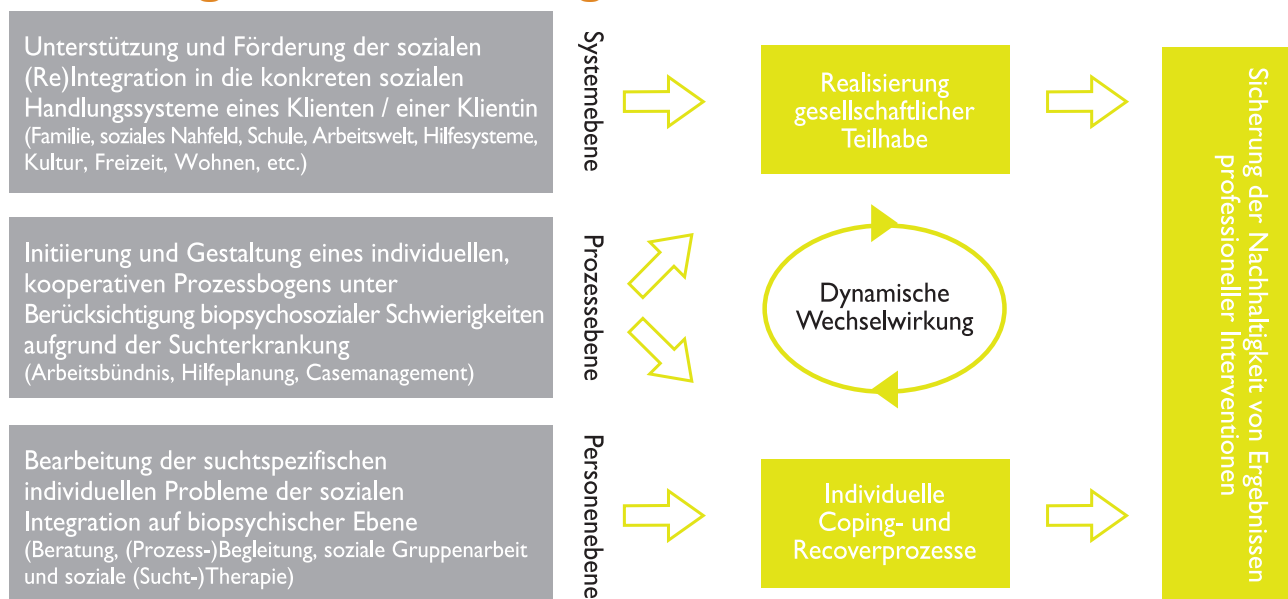 Unterstützung und Förderung der sozialen
(Re)Integration in die konkreten sozialen
Handlungssysteme eines Klienten / einer Klientin
(Familie, soziales Nahfeld, Schule, Arbeitswelt, Hilfesysteme,
Kultur, Freizeit, Wohnen, etc.)
Systemebene
Realisierung
gesellschaftlicher
Teilhabe
Initiierung und Gestaltung eines individuellen,
kooperativen Prozessbogens unter
Berücksichtigung biopsychosozialer Schwierigkeiten
aufgrund der Suchterkrankung
(Arbeitsbündnis, Hilfeplanung, Casemanagement)
Prozessebene
Dynamische
Wechselwirkung
Bearbeitung der suchtspezifischen
individuellen Probleme der sozialen
Integration auf biopsychischer Ebene
(Beratung, (Prozess-)Begleitung, soziale Gruppenarbeit
und soziale (Sucht-)Therapie)
Personenebene
Individuelle
Coping- und
Recoverprozesse
Sicherung der Nachhaltigkeit von Ergebnissen
professioneller Interventionen